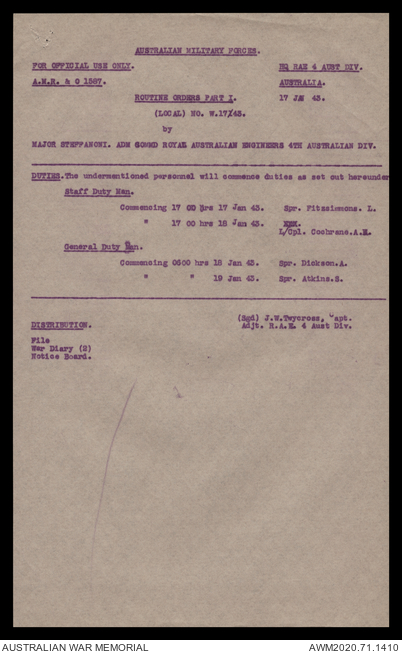 AUSTRALIAN MILITARY FORCES.
FOR OFFICIAL USE ONLY. HQ RAE 4 AUST DIV.
A.M.R. & O 1587. AUSTRALIA.
ROUTINE ORDERS PART I. 17 JAN 43.
(LOCAL) NO. W.17/43.
by
MAJOR STEFFANONI. ADM COMMD ROYAL AUSTRALIAN ENGINEERS 4TH AUSTRALIAN DIV.
DUTIES. The undermentioned personnel will commence duties as set out hereunder
Staff Duty Man.
Commencing 17 00 hrs 17 Jan 43. Spr. Fitzsimmons. L.
" 17 00 hrs 18 Jan 43. L/Cpl. Cochrane.A.H.
General Duty Man.
Commencing 0600 hrs 18 Jan 43. Spr. Dickson.A.
" " 19 Jan 43. Spr. Atkins.S.
(Sgd) J.W.Twycross, Capt.
DISTRIBUTION. Adjt. R.A.E. 4 Aust Div.
File
War Diary (2)
Notice Board.
AUSTRALIAN WAR MEMORIAL AWM2020.71.1410